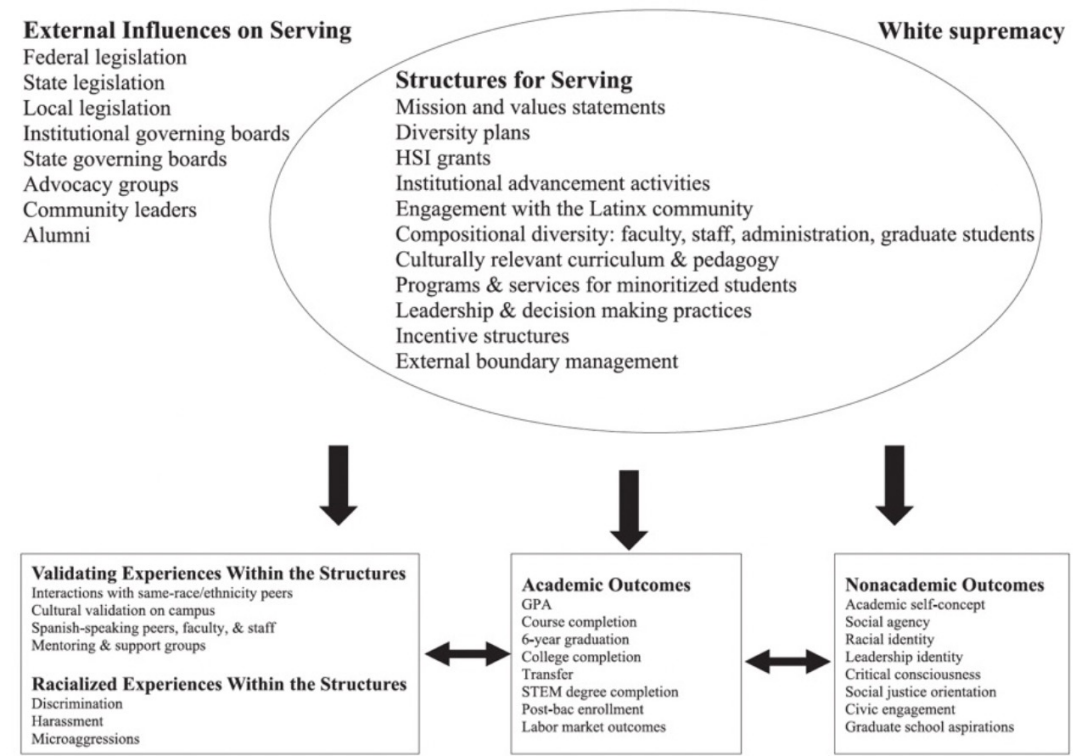 External Influences on Serving
Federal legislation
State legislation
Local legislation
Institutional governing boards
State governing boards
Advocacy groups
Community leaders
Alumni
White supremacy
Structures for Serving
Mission and values statements
Diversity plans
HSI grants
Institutional advancement activities
Engagement with the Latinx community
Compositional diversity: faculty, staff, administration, graduate students
Culturally relevant curriculum & pedagogy
Programs & services for minoritized students
Leadership & decision making practices
Incentive structures
External boundary management
Validating Experiences Within the Structures
Interactions with same-race/ethnicity peers
Cultural validation on campus
Spanish-speaking peers, faculty, & staff
Mentoring & support groups
Racialized Experiences Within the Structures
Discrimination
Harassment
Microaggressions
Academic Outcomes
GPA
Course completion
6-year graduation
College completion
Transfer
STEM degree completion
Post-bac enrollment
Labor market outcomes
Nonacademic Outcomes
Academic self-concept
Social agency
Racial identity
Leadership identity
Critical consciousness
Social justice orientation
Civic engagement
Graduate school aspirations